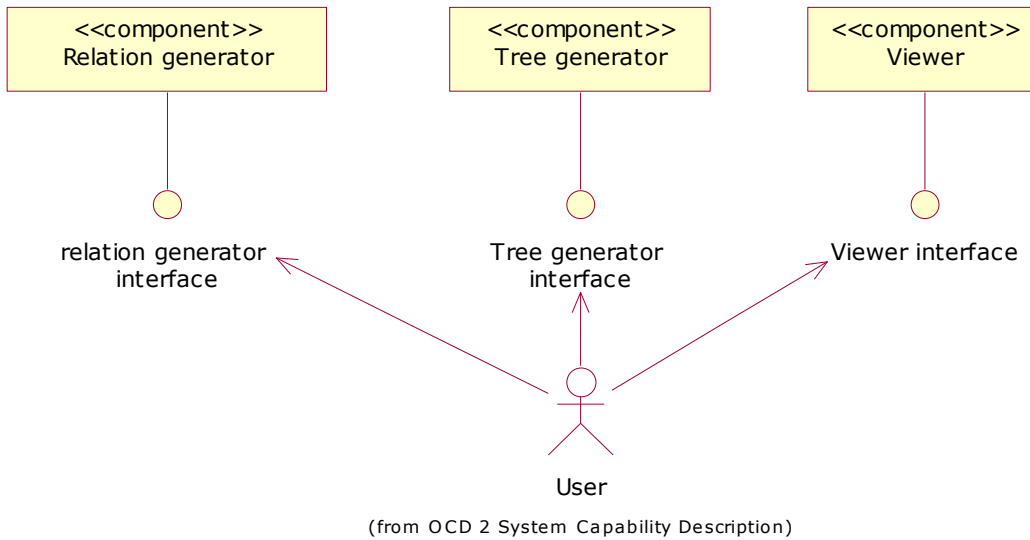 <<component>>
Relation generator
<<component>>
Tree generator
<<component>>
Viewer
relation generator
interface
Tree generator
interface
Viewer interface
User
(from OCD 2 System Capability Description)